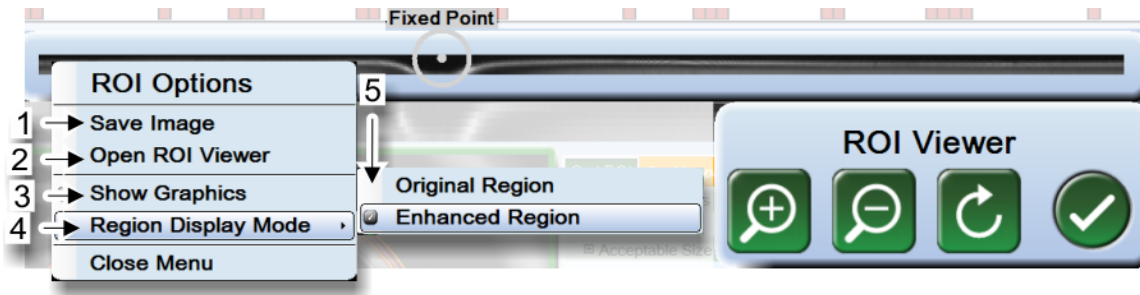 Fixed Point
ROI Options
5
1 Save Image
2 Open ROI Viewer
3 Show Graphics
4 Region Display Mode
Close Menu
Original Region
Enhanced Region
Acceptable Size
ROI Viewer